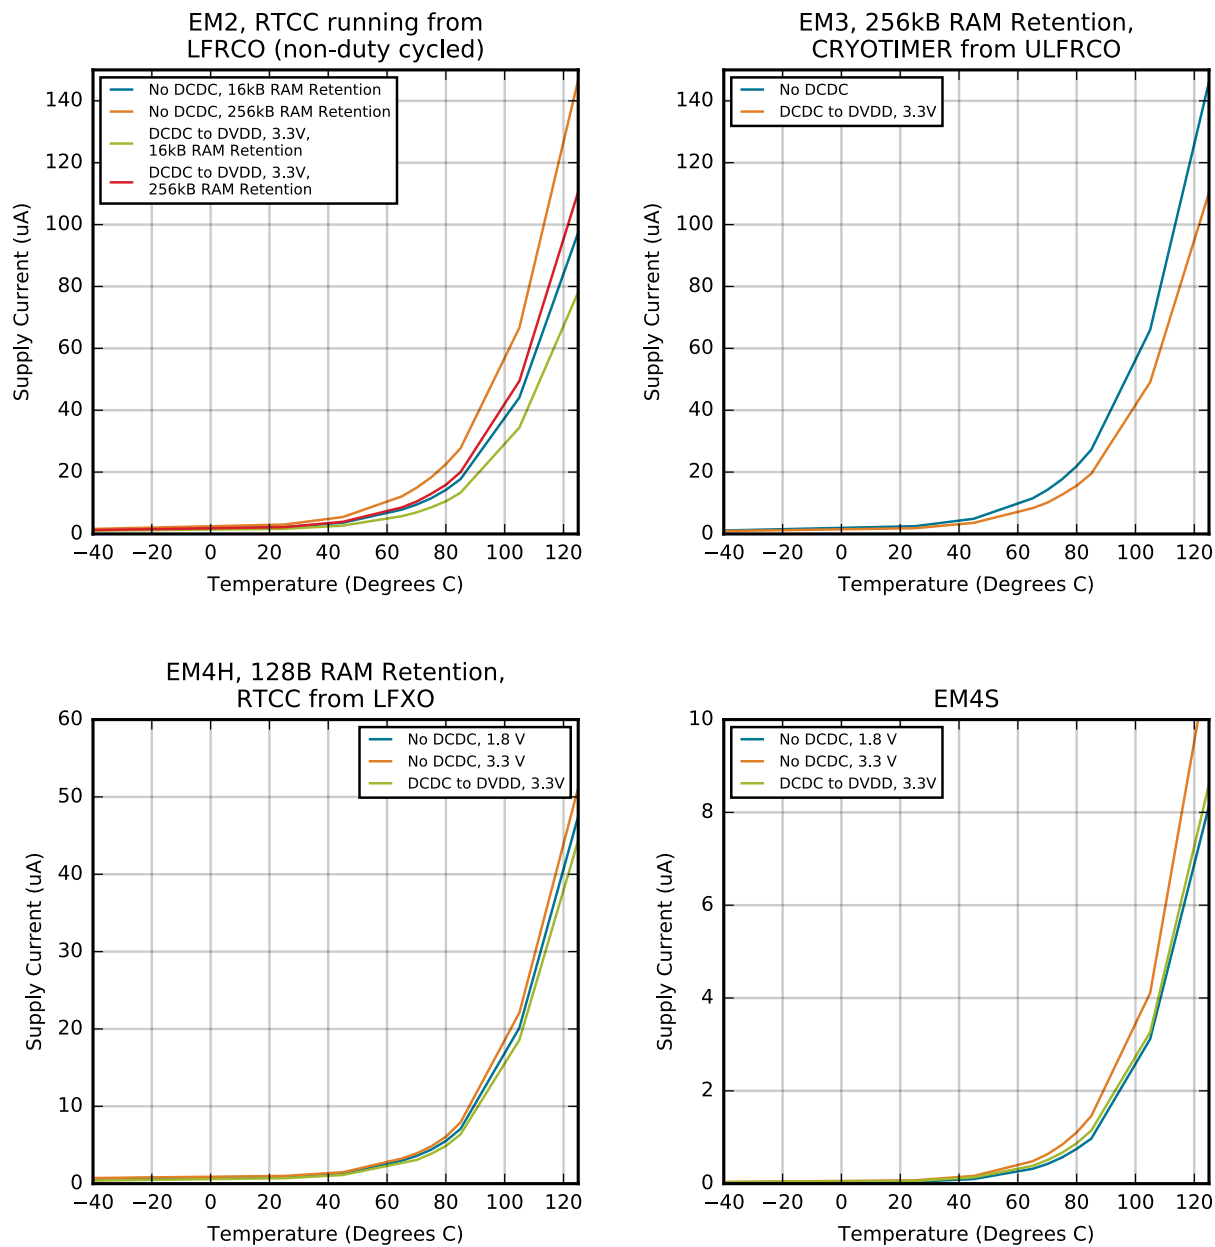 EM2, RTCC running from
LFRCO (non-duty cycled)
No DCDC, 16kB RAM Retention
No DCDC, 256kB RAM Retention
DCDC to DVDD, 3.3V,
16kB RAM Retention
DCDC to DVDD, 3.3V,
256kB RAM Retention
Supply Current (uA)
140
120
100
80
60
40
20
0
−40 −20 0 20 40 60 80 100 120
Temperature (Degrees C)
EM3, 256kB RAM Retention,
CRYOTIMER from ULFRCO
No DCDC
DCDC to DVDD, 3.3V
Supply Current (uA)
140
120
100
80
60
40
20
0
−40 −20 0 20 40 60 80 100 120
Temperature (Degrees C)
EM4H, 128B RAM Retention,
RTCC from LFXO
No DCDC, 1.8 V
No DCDC, 3.3 V
DCDC to DVDD, 3.3V
Supply Current (uA)
60
50
40
30
20
10
0
−40 −20 0 20 40 60 80 100 120
Temperature (Degrees C)
EM4S
No DCDC, 1.8 V
No DCDC, 3.3 V
DCDC to DVDD, 3.3V
Supply Current (uA)
10
8
6
4
2
0
−40 −20 0 20 40 60 80 100 120
Temperature (Degrees C)